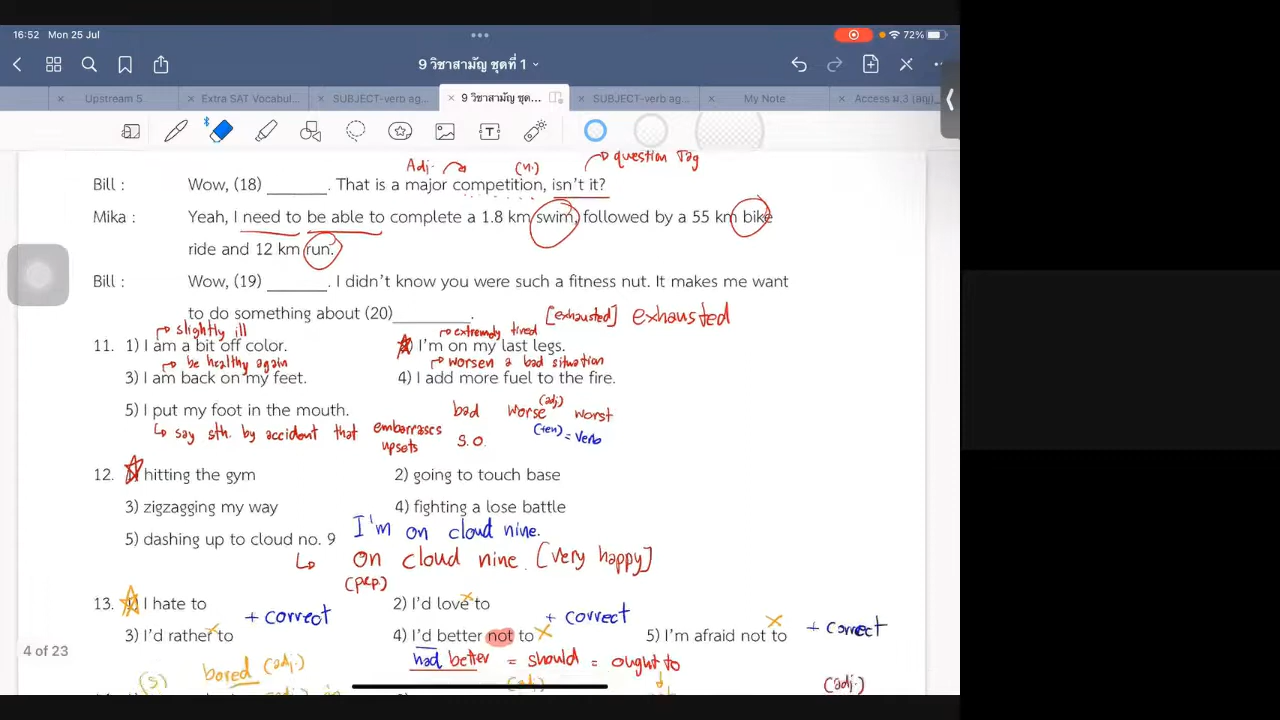 16:52 Mon 25 Jul
72%
9 วิชาสามัญ ชุดที่ 1
Upstream 5
Extra SAT Vocabul...
SUBJECT-verb ag...
9 วิชาสามัญ ชุด...
SUBJECT-verb ag...
My Note
Access ม.3 (สญ)_
Adj. (n.) question Tag
Bill : Wow, (18) ______. That is a major competition, isn't it?
Mika : Yeah, I need to be able to complete a 1.8 km swim, followed by a 55 km bike
ride and 12 km run.
Bill : Wow, (19) ______. I didn't know you were such a fitness nut. It makes me want
to do something about (20)________. [exhausted] exhausted
slightly ill extremely tired
11. 1) I am a bit off color. I'm on my last legs.
be healthy again worsen a bad situation
3) I am back on my feet. 4) I add more fuel to the fire.
5) I put my foot in the mouth. bad worse (adj) worst
say sth. by accident that embarrases S.O. (+en) = verb
upsets
12. hitting the gym 2) going to touch base
3) zigzagging my way 4) fighting a lose battle
I'm on cloud nine.
5) dashing up to cloud no. 9
on cloud nine. [very happy]
(pep.)
13. I hate to 2) I'd love to
+ correct + correct
3) I'd rather to 4) I'd better not to 5) I'm afraid not to + correct
4 of 23
had better = should = ought to
bored (adj.)
(s) (adj.) (adj.)